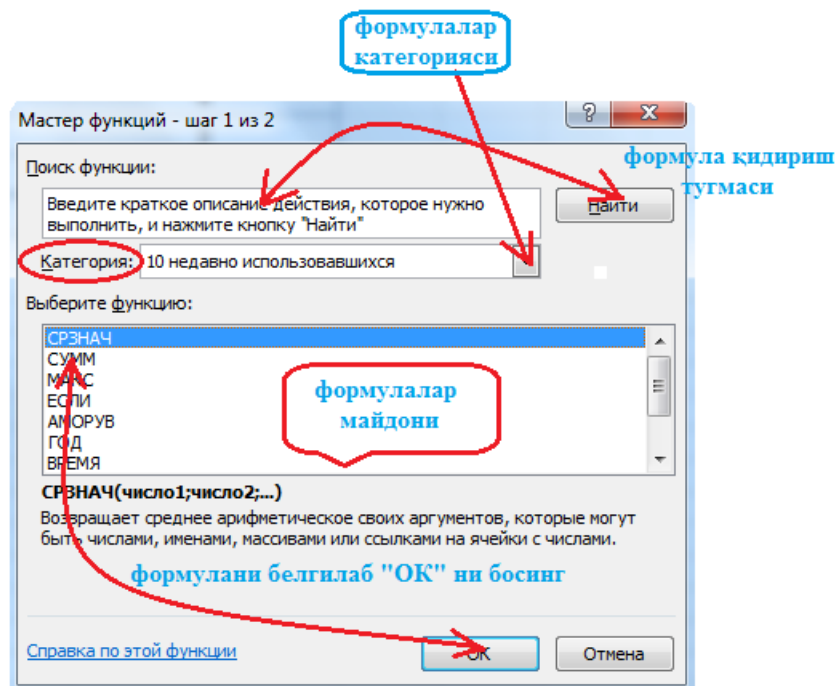 формулалар
категорияси
Мастер функций - шаг 1 из 2
формула қидириш
тугмаси
Поиск функции:
Введите краткое описание действия, которое нужно
выполнить, и нажмите кнопку "Найти"
Найти
Категория: 10 недавно использовавшихся
Выберите функцию:
СРЗНАЧ
СУММ
МАКС
ЕСЛИ
АМОРУВ
ГОД
ВРЕМЯ
формулалар
майдони
СРЗНАЧ(число1;число2;...)
Возвращает среднее арифметическое своих аргументов, которые могут
быть числами, именами, массивами или ссылками на ячейки с числами.
формулани белгилаб "ОК" ни босинг
Справка по этой функции
ОК
Отмена